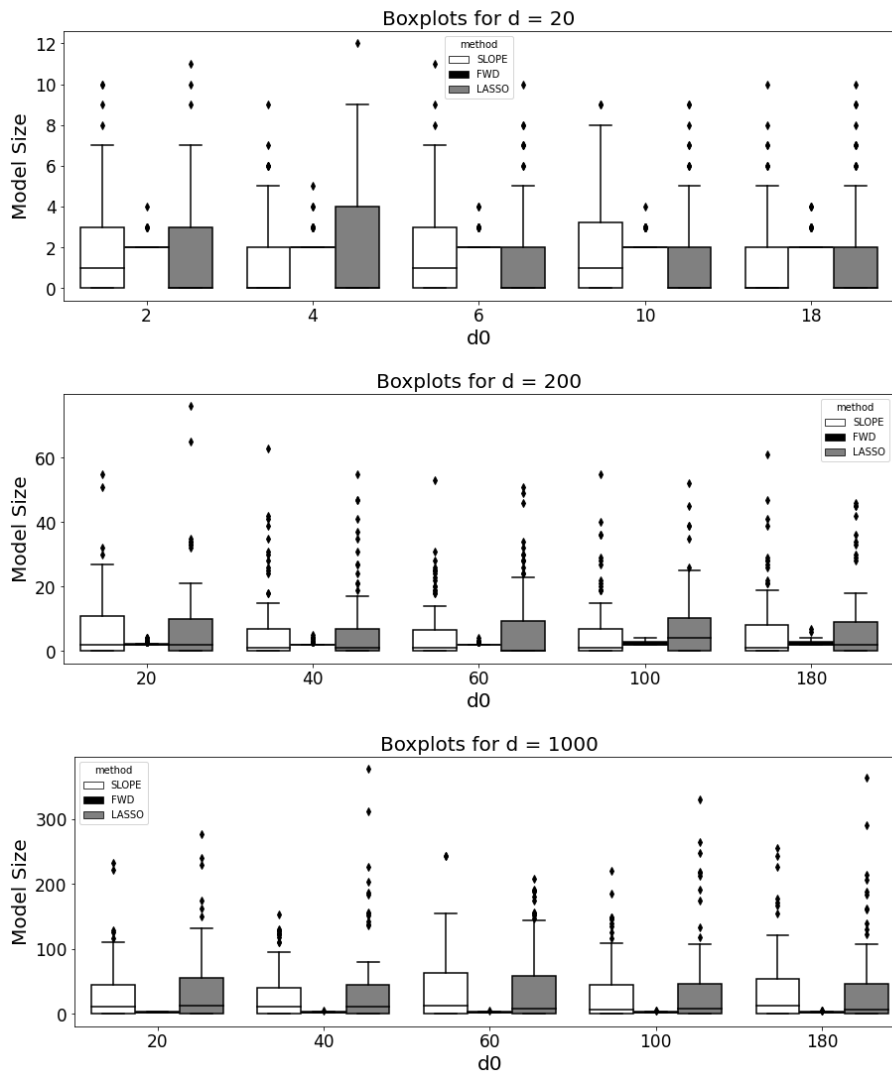 Boxplots for d = 20
Model Size
12
10
8
6
4
2
0
method
SLOPE
FWD
LASSO
2 4 6 10 18
d0
Boxplots for d = 200
Model Size
60
40
20
0
method
SLOPE
FWD
LASSO
20 40 60 100 180
d0
Boxplots for d = 1000
Model Size
300
200
100
0
method
SLOPE
FWD
LASSO
20 40 60 100 180
d0